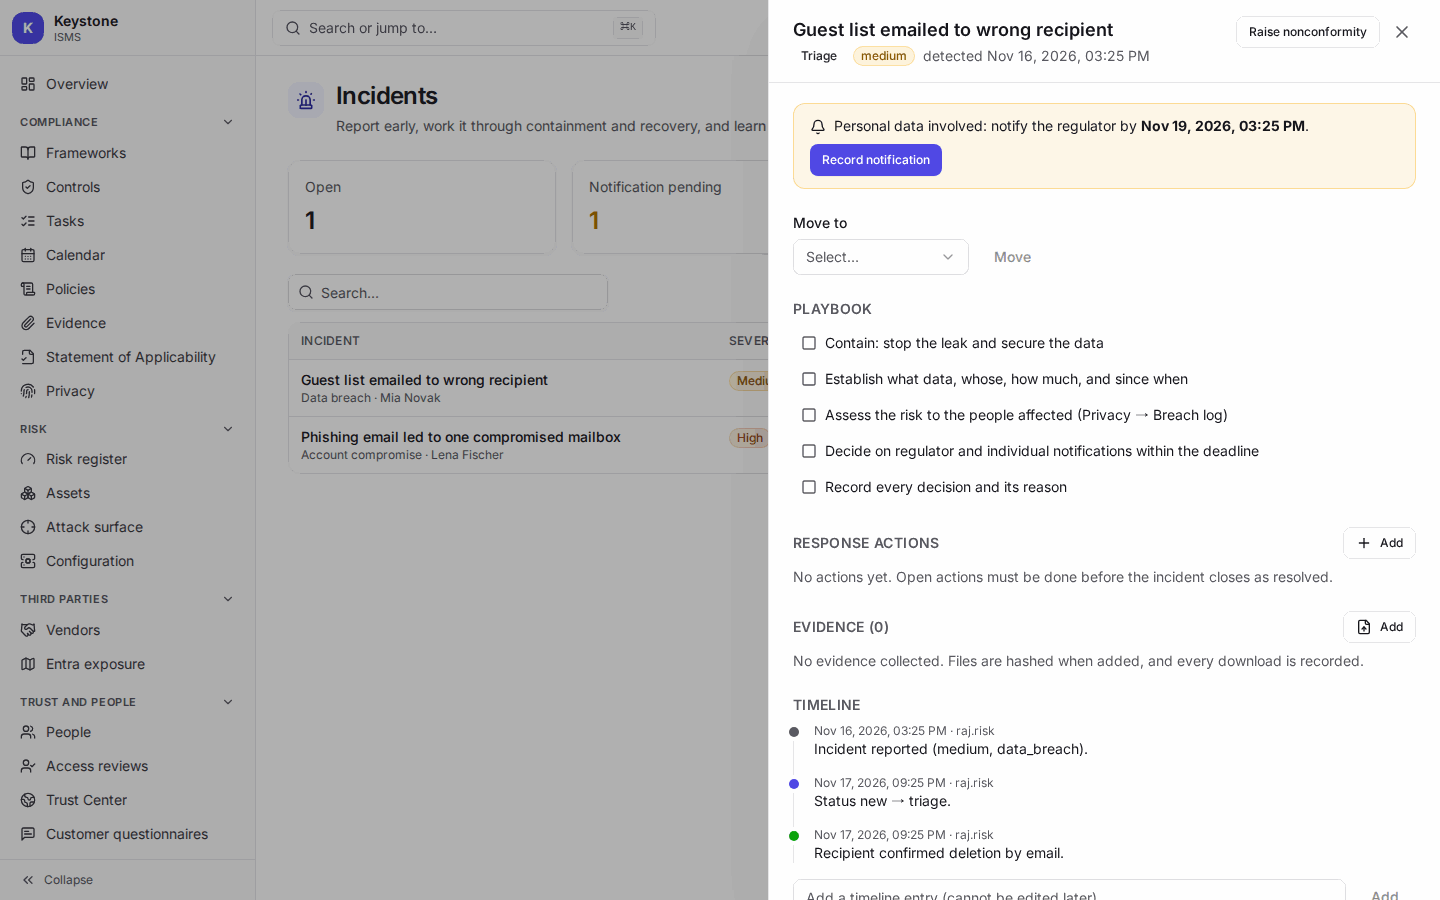 K
Keystone
ISMS
Overview
COMPLIANCE
Frameworks
Controls
Tasks
Calendar
Policies
Evidence
Statement of Applicability
Privacy
RISK
Risk register
Assets
Attack surface
Configuration
THIRD PARTIES
Vendors
Entra exposure
TRUST AND PEOPLE
People
Access reviews
Trust Center
Customer questionnaires
Collapse
Search or jump to...
⌘K
Incidents
Report early, work it through containment and recovery, and learn
Open
1
Notification pending
1
Search...
INCIDENT
SEVER
Guest list emailed to wrong recipient
Mediu
Data breach · Mia Novak
Phishing email led to one compromised mailbox
High
Account compromise · Lena Fischer
Guest list emailed to wrong recipient
Raise nonconformity
Triage
medium
detected Nov 16, 2026, 03:25 PM
Personal data involved: notify the regulator by Nov 19, 2026, 03:25 PM.
Record notification
Move to
Select...
Move
PLAYBOOK
Contain: stop the leak and secure the data
Establish what data, whose, how much, and since when
Assess the risk to the people affected (Privacy → Breach log)
Decide on regulator and individual notifications within the deadline
Record every decision and its reason
RESPONSE ACTIONS
Add
No actions yet. Open actions must be done before the incident closes as resolved.
EVIDENCE (0)
Add
No evidence collected. Files are hashed when added, and every download is recorded.
TIMELINE
Nov 16, 2026, 03:25 PM · raj.risk
Incident reported (medium, data_breach).
Nov 17, 2026, 09:25 PM · raj.risk
Status new → triage.
Nov 17, 2026, 09:25 PM · raj.risk
Recipient confirmed deletion by email.
Add a timeline entry (cannot be edited later)
Add